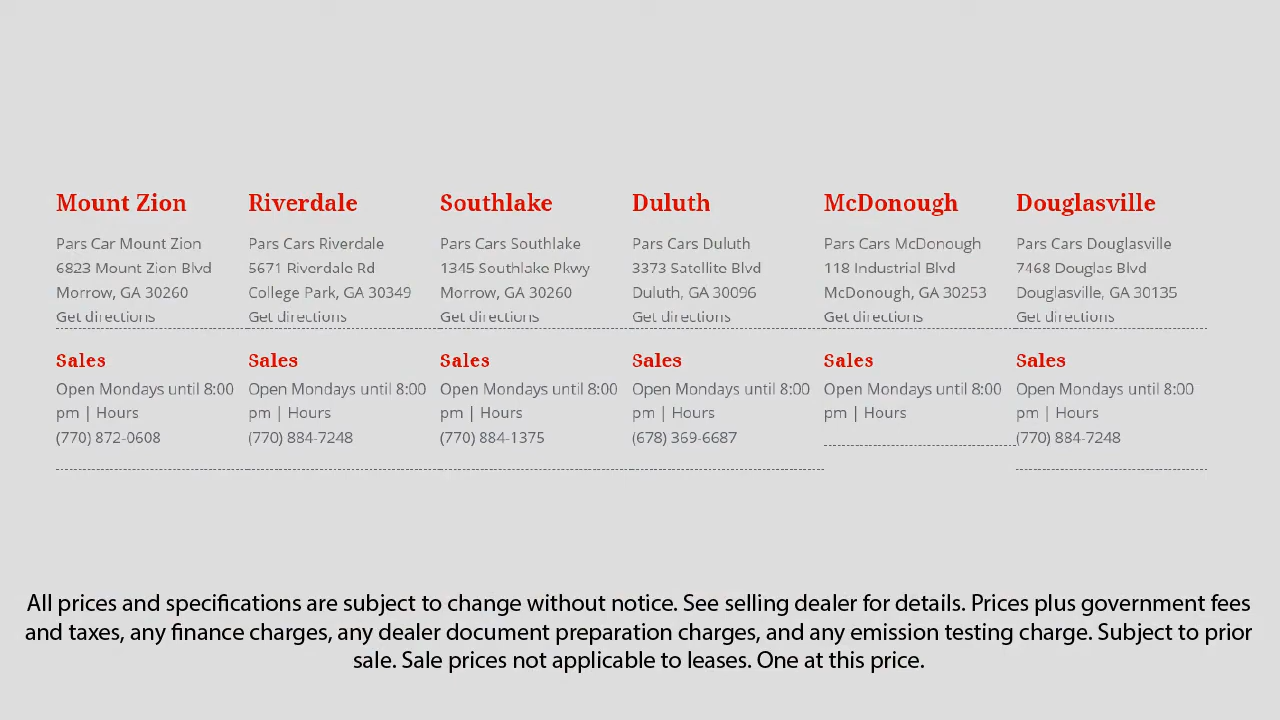 Mount Zion
Pars Car Mount Zion
6823 Mount Zion Blvd
Morrow, GA 30260
Get directions
Sales
Open Mondays until 8:00
pm | Hours
(770) 872-0608
Riverdale
Pars Cars Riverdale
5671 Riverdale Rd
College Park, GA 30349
Get directions
Sales
Open Mondays until 8:00
pm | Hours
(770) 884-7248
Southlake
Pars Cars Southlake
1345 Southlake Pkwy
Morrow, GA 30260
Get directions
Sales
Open Mondays until 8:00
pm | Hours
(770) 884-1375
Duluth
Pars Cars Duluth
3373 Satellite Blvd
Duluth, GA 30096
Get directions
Sales
Open Mondays until 8:00
pm | Hours
(678) 369-6687
McDonough
Pars Cars McDonough
118 Industrial Blvd
McDonough, GA 30253
Get directions
Sales
Open Mondays until 8:00
pm | Hours
Douglasville
Pars Cars Douglasville
7468 Douglas Blvd
Douglasville, GA 30135
Get directions
Sales
Open Mondays until 8:00
pm | Hours
(770) 884-7248
All prices and specifications are subject to change without notice. See selling dealer for details. Prices plus government fees
and taxes, any finance charges, any dealer document preparation charges, and any emission testing charge. Subject to prior
sale. Sale prices not applicable to leases. One at this price.